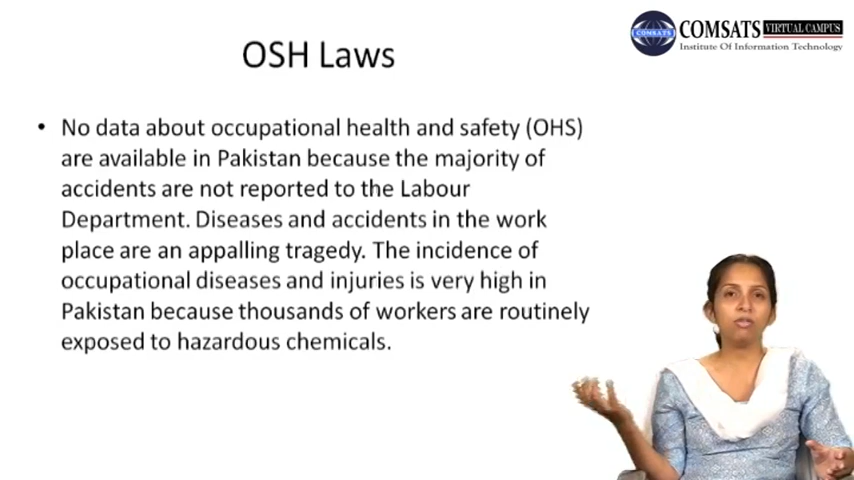 COMSATS VIRTUAL CAMPUS
COMSATS
Institute Of Information Technology
OSH Laws
• No data about occupational health and safety (OHS)
are available in Pakistan because the majority of
accidents are not reported to the Labour
Department. Diseases and accidents in the work
place are an appalling tragedy. The incidence of
occupational diseases and injuries is very high in
Pakistan because thousands of workers are routinely
exposed to hazardous chemicals.